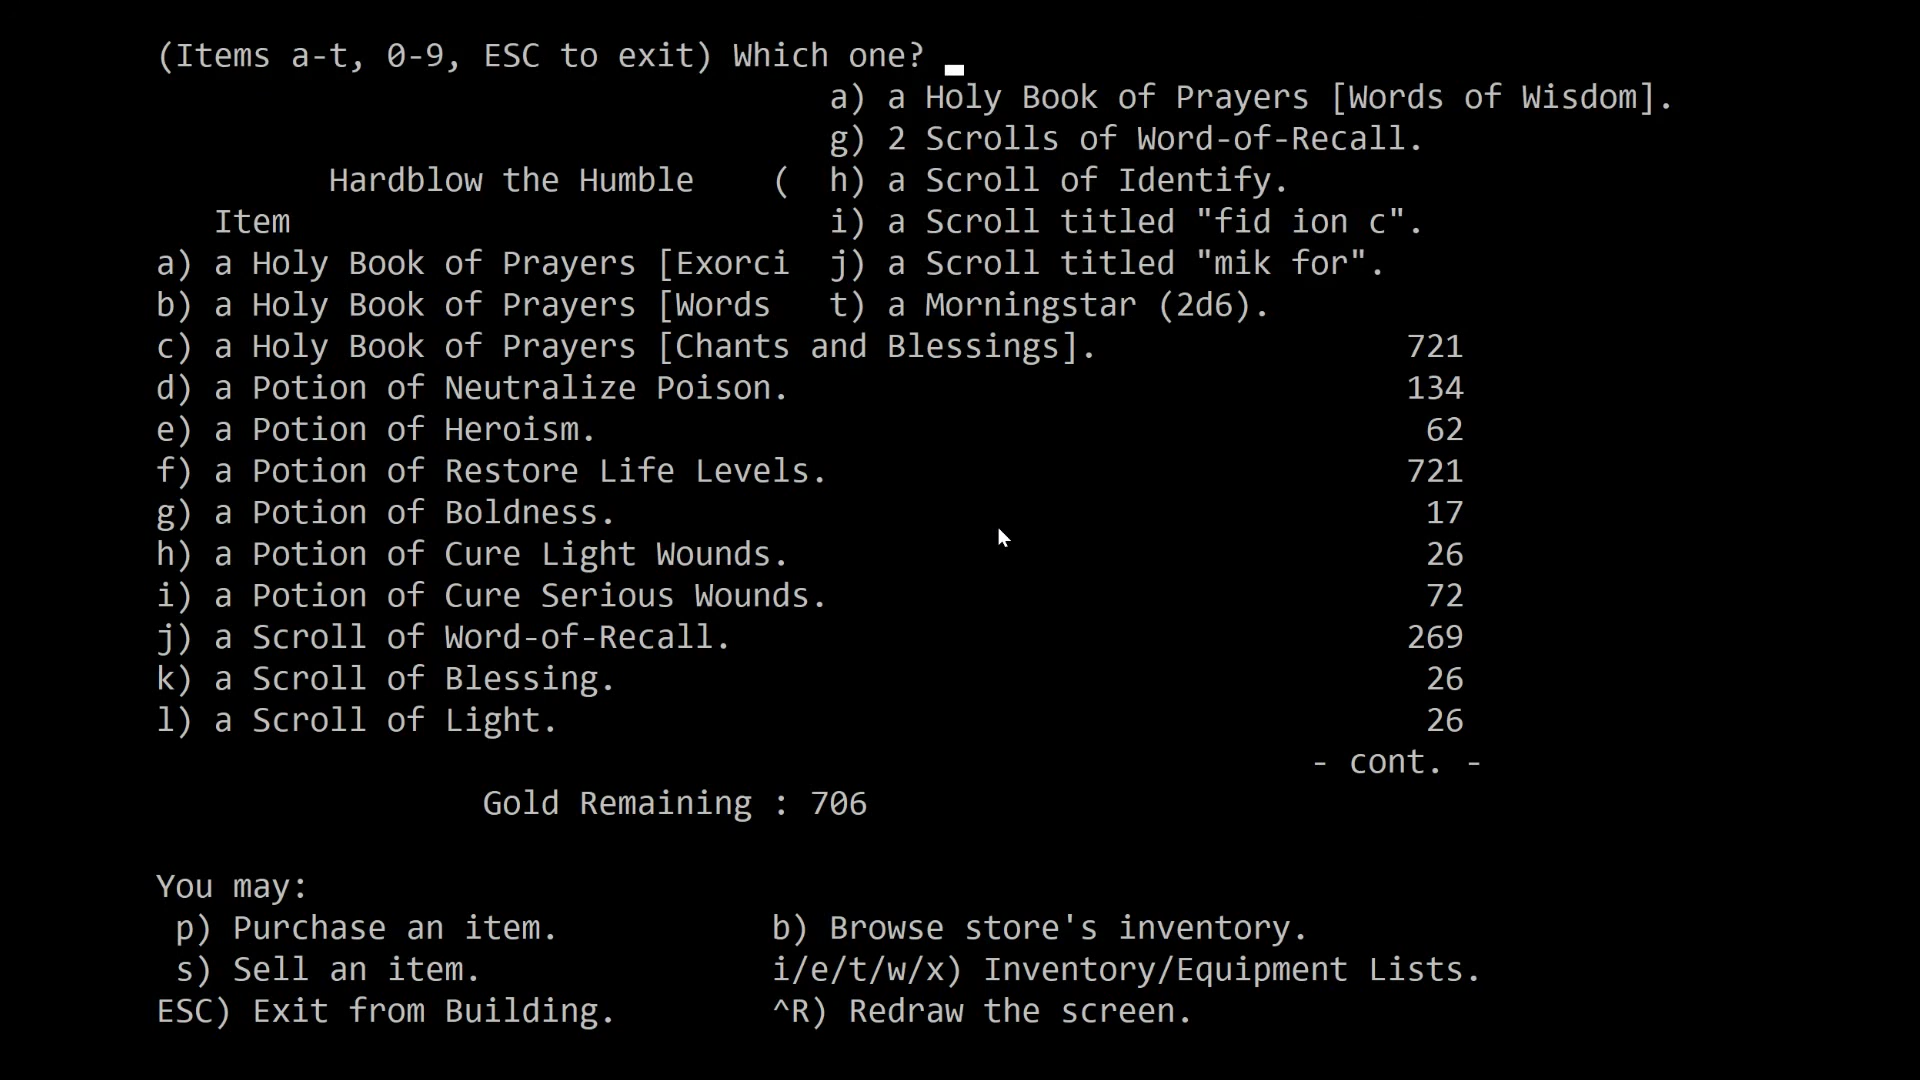 (Items a-t, 0-9, ESC to exit) Which one?
a) a Holy Book of Prayers [Words of Wisdom].
g) 2 Scrolls of Word-of-Recall.
Hardblow the Humble ( h) a Scroll of Identify.
Item i) a Scroll titled "fid ion c".
a) a Holy Book of Prayers [Exorci j) a Scroll titled "mik for".
b) a Holy Book of Prayers [Words t) a Morningstar (2d6).
c) a Holy Book of Prayers [Chants and Blessings]. 721
d) a Potion of Neutralize Poison. 134
e) a Potion of Heroism. 62
f) a Potion of Restore Life Levels. 721
g) a Potion of Boldness. 17
h) a Potion of Cure Light Wounds. 26
i) a Potion of Cure Serious Wounds. 72
j) a Scroll of Word-of-Recall. 269
k) a Scroll of Blessing. 26
l) a Scroll of Light. 26
- cont. -
Gold Remaining : 706
You may:
p) Purchase an item. b) Browse store's inventory.
s) Sell an item. i/e/t/w/x) Inventory/Equipment Lists.
ESC) Exit from Building. ^R) Redraw the screen.